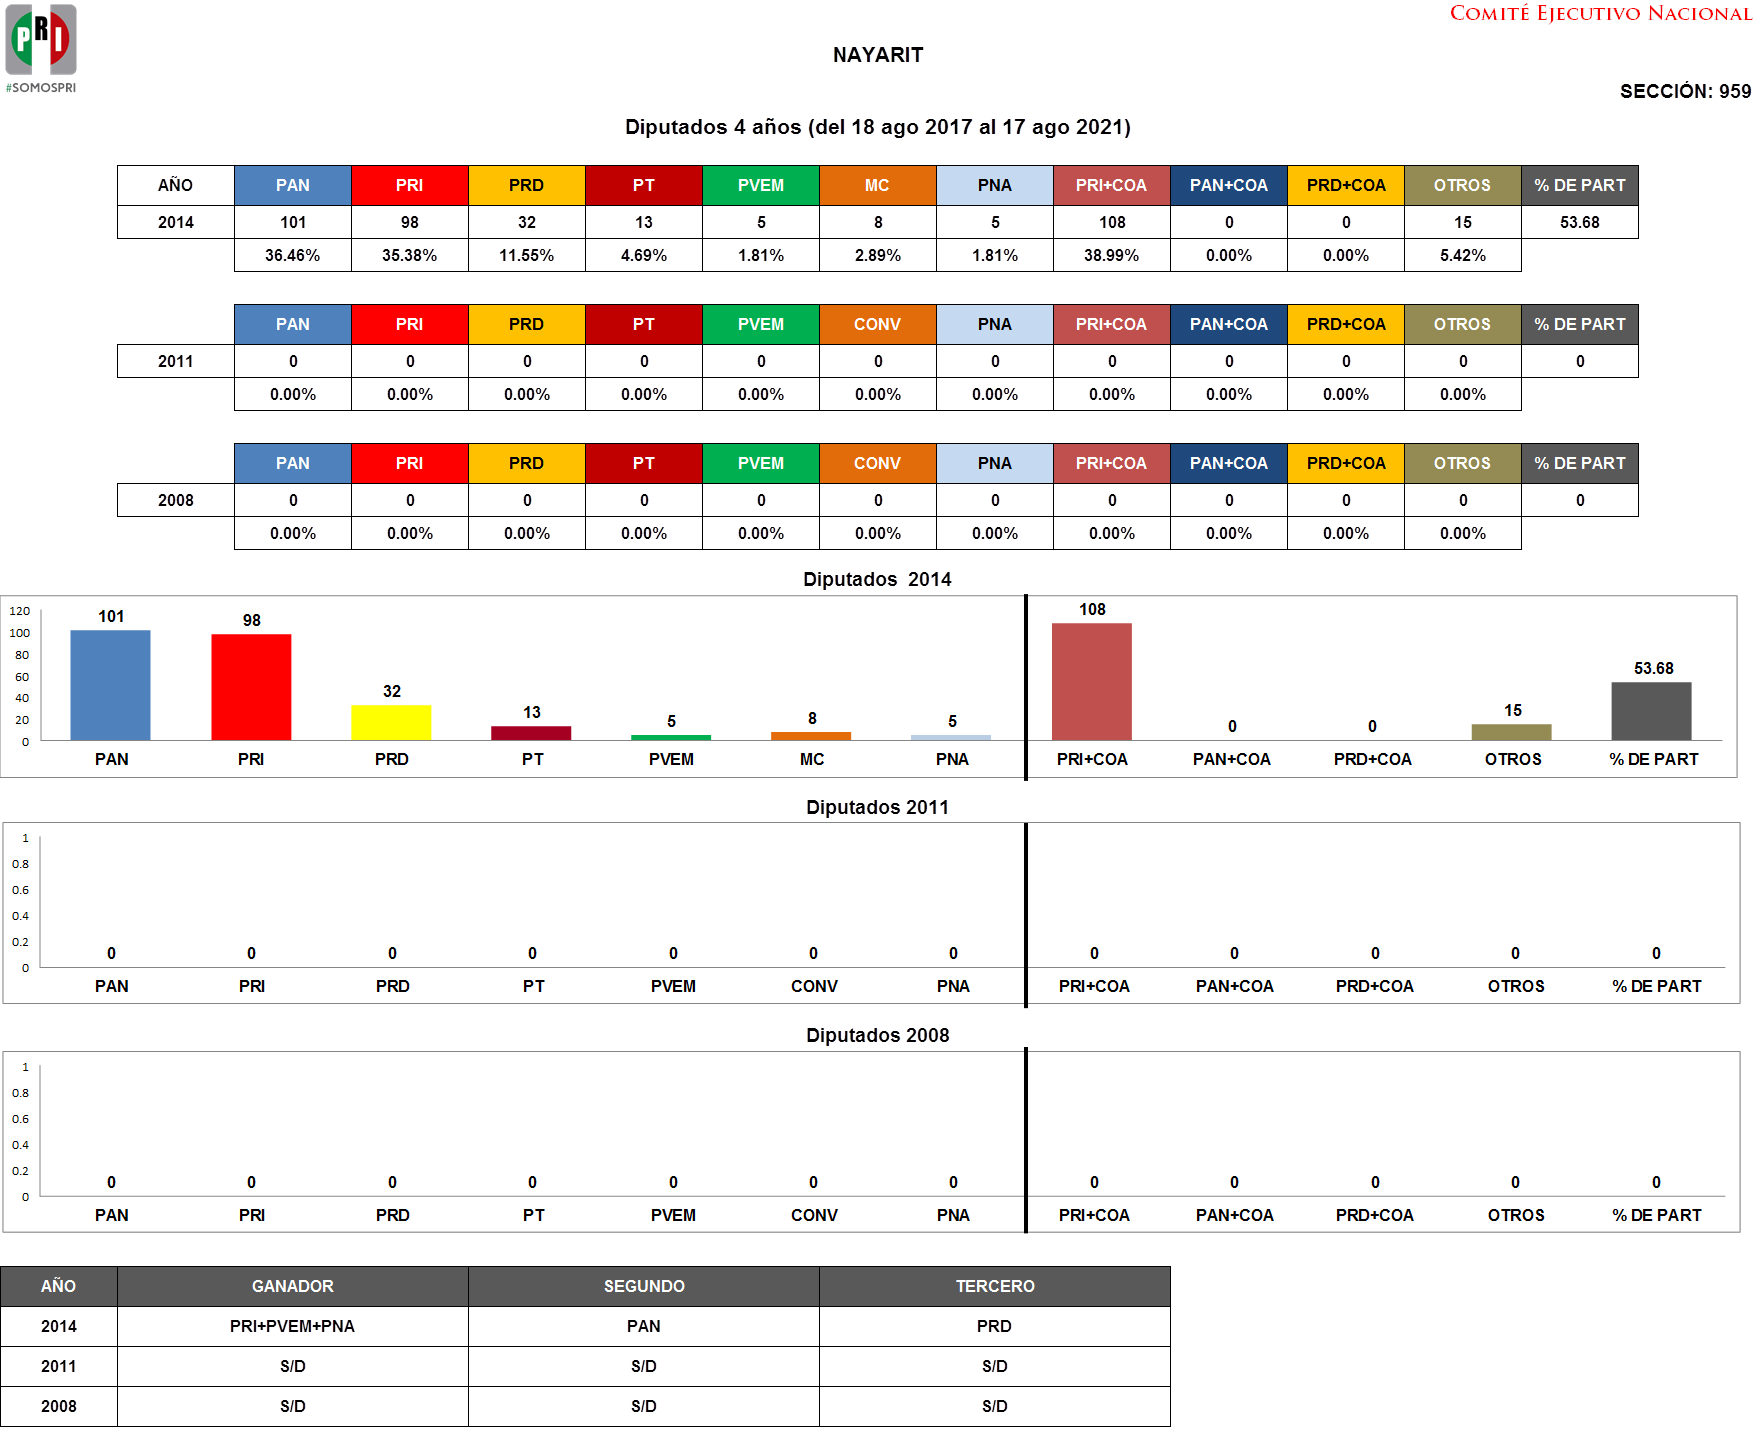 PRI
#SOMOSPRI
COMITÉ EJECUTIVO NACIONAL
NAYARIT
SECCIÓN: 959
Diputados 4 años (del 18 ago 2017 al 17 ago 2021)
AÑO PAN PRI PRD PT PVEM MC PNA PRI+COA PAN+COA PRD+COA OTROS % DE PART
2014 101 98 32 13 5 8 5 108 0 0 15 53.68
36.46% 35.38% 11.55% 4.69% 1.81% 2.89% 1.81% 38.99% 0.00% 0.00% 5.42%
PAN PRI PRD PT PVEM CONV PNA PRI+COA PAN+COA PRD+COA OTROS % DE PART
2011 0 0 0 0 0 0 0 0 0 0 0 0
0.00% 0.00% 0.00% 0.00% 0.00% 0.00% 0.00% 0.00% 0.00% 0.00% 0.00%
PAN PRI PRD PT PVEM CONV PNA PRI+COA PAN+COA PRD+COA OTROS % DE PART
2008 0 0 0 0 0 0 0 0 0 0 0 0
0.00% 0.00% 0.00% 0.00% 0.00% 0.00% 0.00% 0.00% 0.00% 0.00% 0.00%
Diputados 2014
120
100
80
60
40
20
0
101 98 32 13 5 8 5 108 0 0 15 53.68
PAN PRI PRD PT PVEM MC PNA PRI+COA PAN+COA PRD+COA OTROS % DE PART
Diputados 2011
1
0.8
0.6
0.4
0.2
0
0 0 0 0 0 0 0 0 0 0 0 0
PAN PRI PRD PT PVEM CONV PNA PRI+COA PAN+COA PRD+COA OTROS % DE PART
Diputados 2008
1
0.8
0.6
0.4
0.2
0
0 0 0 0 0 0 0 0 0 0 0 0
PAN PRI PRD PT PVEM CONV PNA PRI+COA PAN+COA PRD+COA OTROS % DE PART
AÑO GANADOR SEGUNDO TERCERO
2014 PRI+PVEM+PNA PAN PRD
2011 S/D S/D S/D
2008 S/D S/D S/D